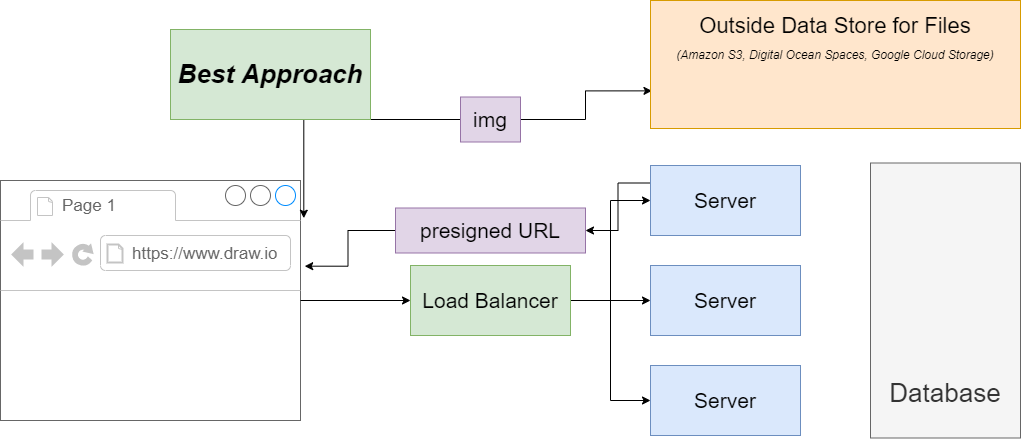 Outside Data Store for Files
(Amazon S3, Digital Ocean Spaces, Google Cloud Storage)
Best Approach
img
Page 1
https://www.draw.io
presigned URL
Server
Load Balancer
Server
Server
Database